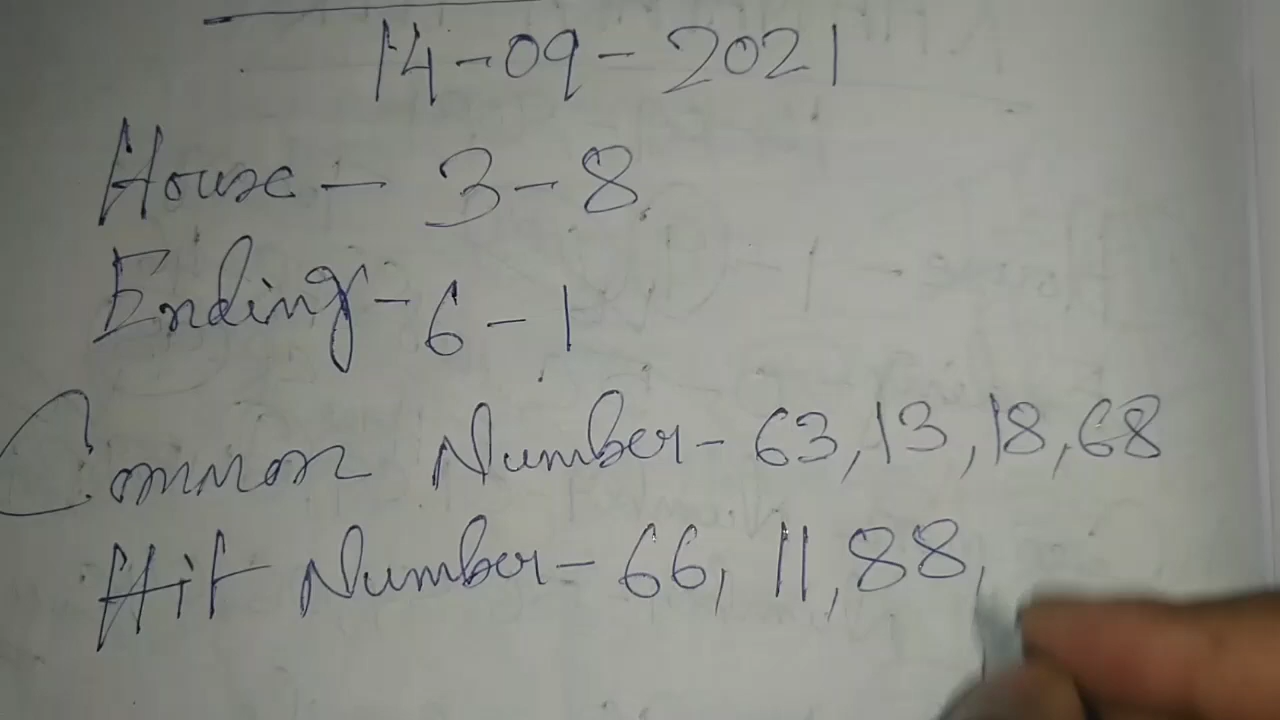 14-09-2021
House - 3-8.
Ending - 6-1
Common Number - 63, 13, 18, 68
Hit Number - 66, 11, 88,